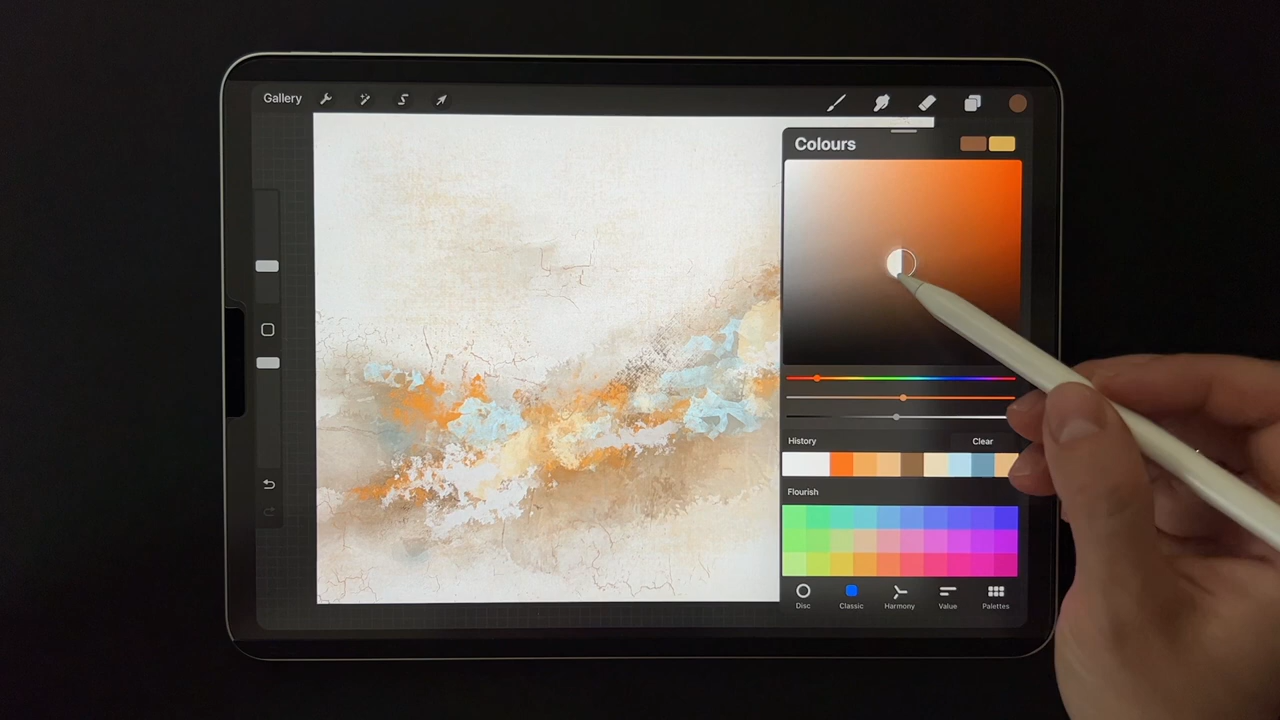 Gallery
Colours
History
Clear
Flourish
Disc
Classic
Harmony
Value
Palettes